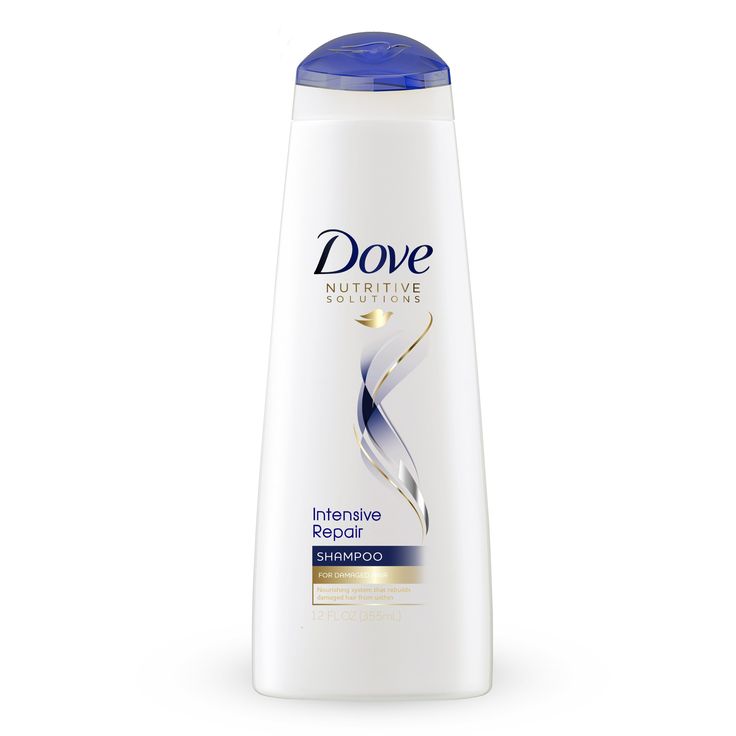 Dove
NUTRITIVE
SOLUTIONS
Intensive
Repair
SHAMPOO
FOR DAMAGED HAIR
Nourishing system that rebuilds
damaged hair from within
12 FL OZ (355mL)